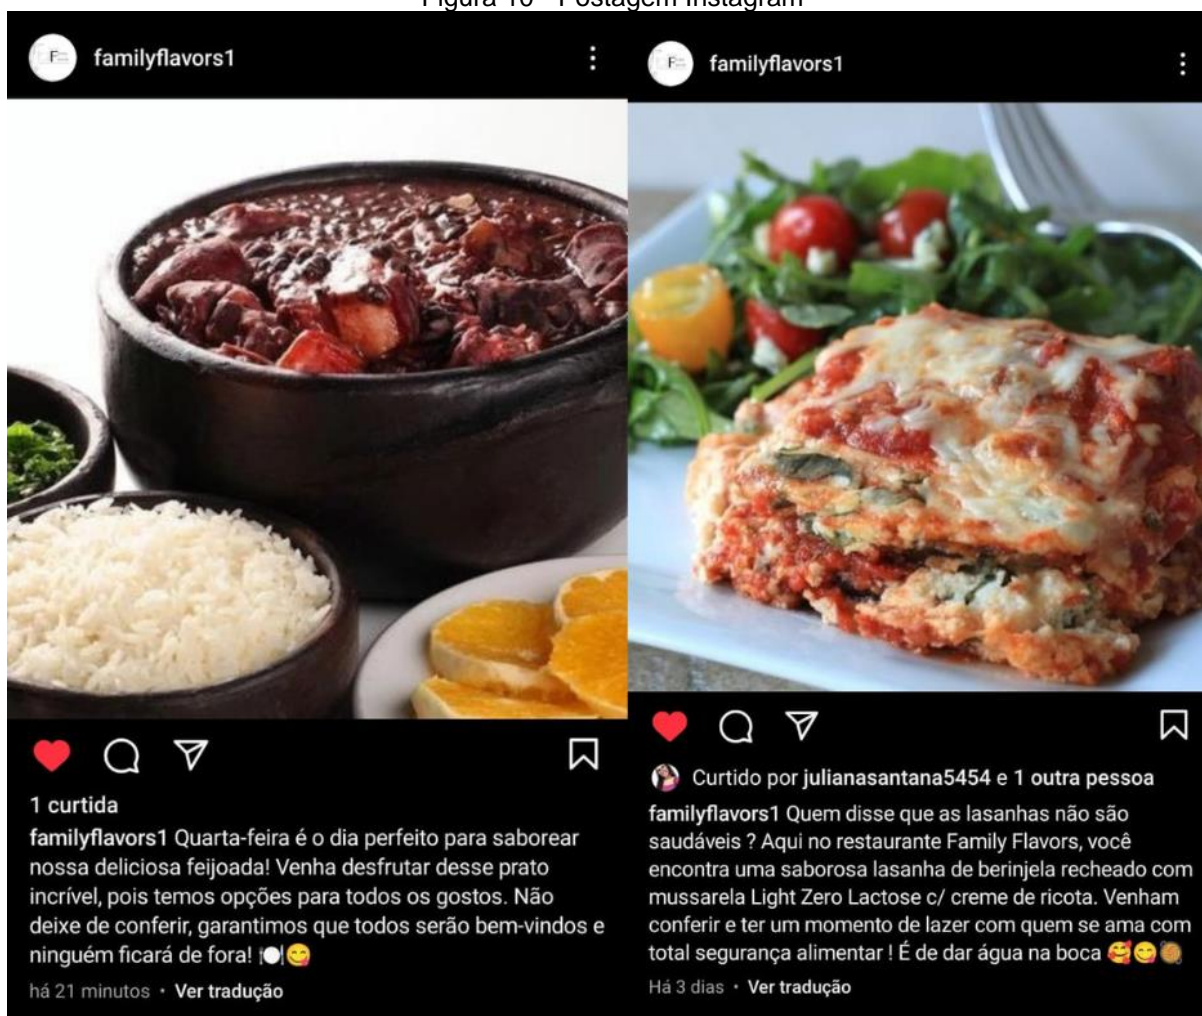 Figura 10 - Postagem Instagram
familyflavors1
1 curtida
familyflavors1 Quarta-feira é o dia perfeito para saborear
nossa deliciosa feijoada! Venha desfrutar desse prato
incrível, pois temos opções para todos os gostos. Não
deixe de conferir, garantimos que todos serão bem-vindos e
ninguém ficará de fora! 🍽️😋
há 21 minutos • Ver tradução
familyflavors1
Curtido por julianasantana5454 e 1 outra pessoa
familyflavors1 Quem disse que as lasanhas não são
saudáveis ? Aqui no restaurante Family Flavors, você
encontra uma saborosa lasanha de berinjela recheado com
mussarela Light Zero Lactose c/ creme de ricota. Venham
conferir e ter um momento de lazer com quem se ama com
total segurança alimentar ! É de dar água na boca 🥰😋🥘
Há 3 dias • Ver tradução